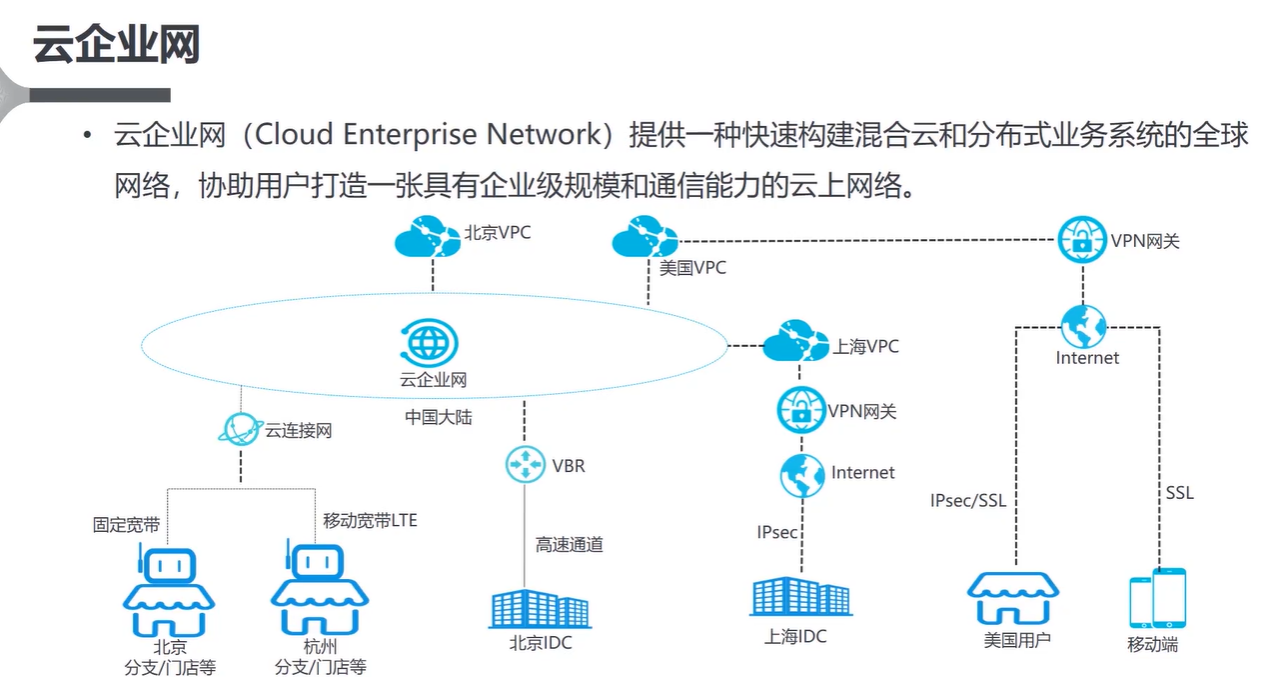 云企业网
• 云企业网（Cloud Enterprise Network）提供一种快速构建混合云和分布式业务系统的全球
网络，协助用户打造一张具有企业级规模和通信能力的云上网络。
北京VPC
美国VPC
VPN网关
云企业网
上海VPC
Internet
中国大陆
VPN网关
云连接网
VBR
Internet
固定宽带
移动宽带LTE
高速通道
IPsec
IPsec/SSL
SSL
北京
分支/门店等
杭州
分支/门店等
北京IDC
上海IDC
美国用户
移动端